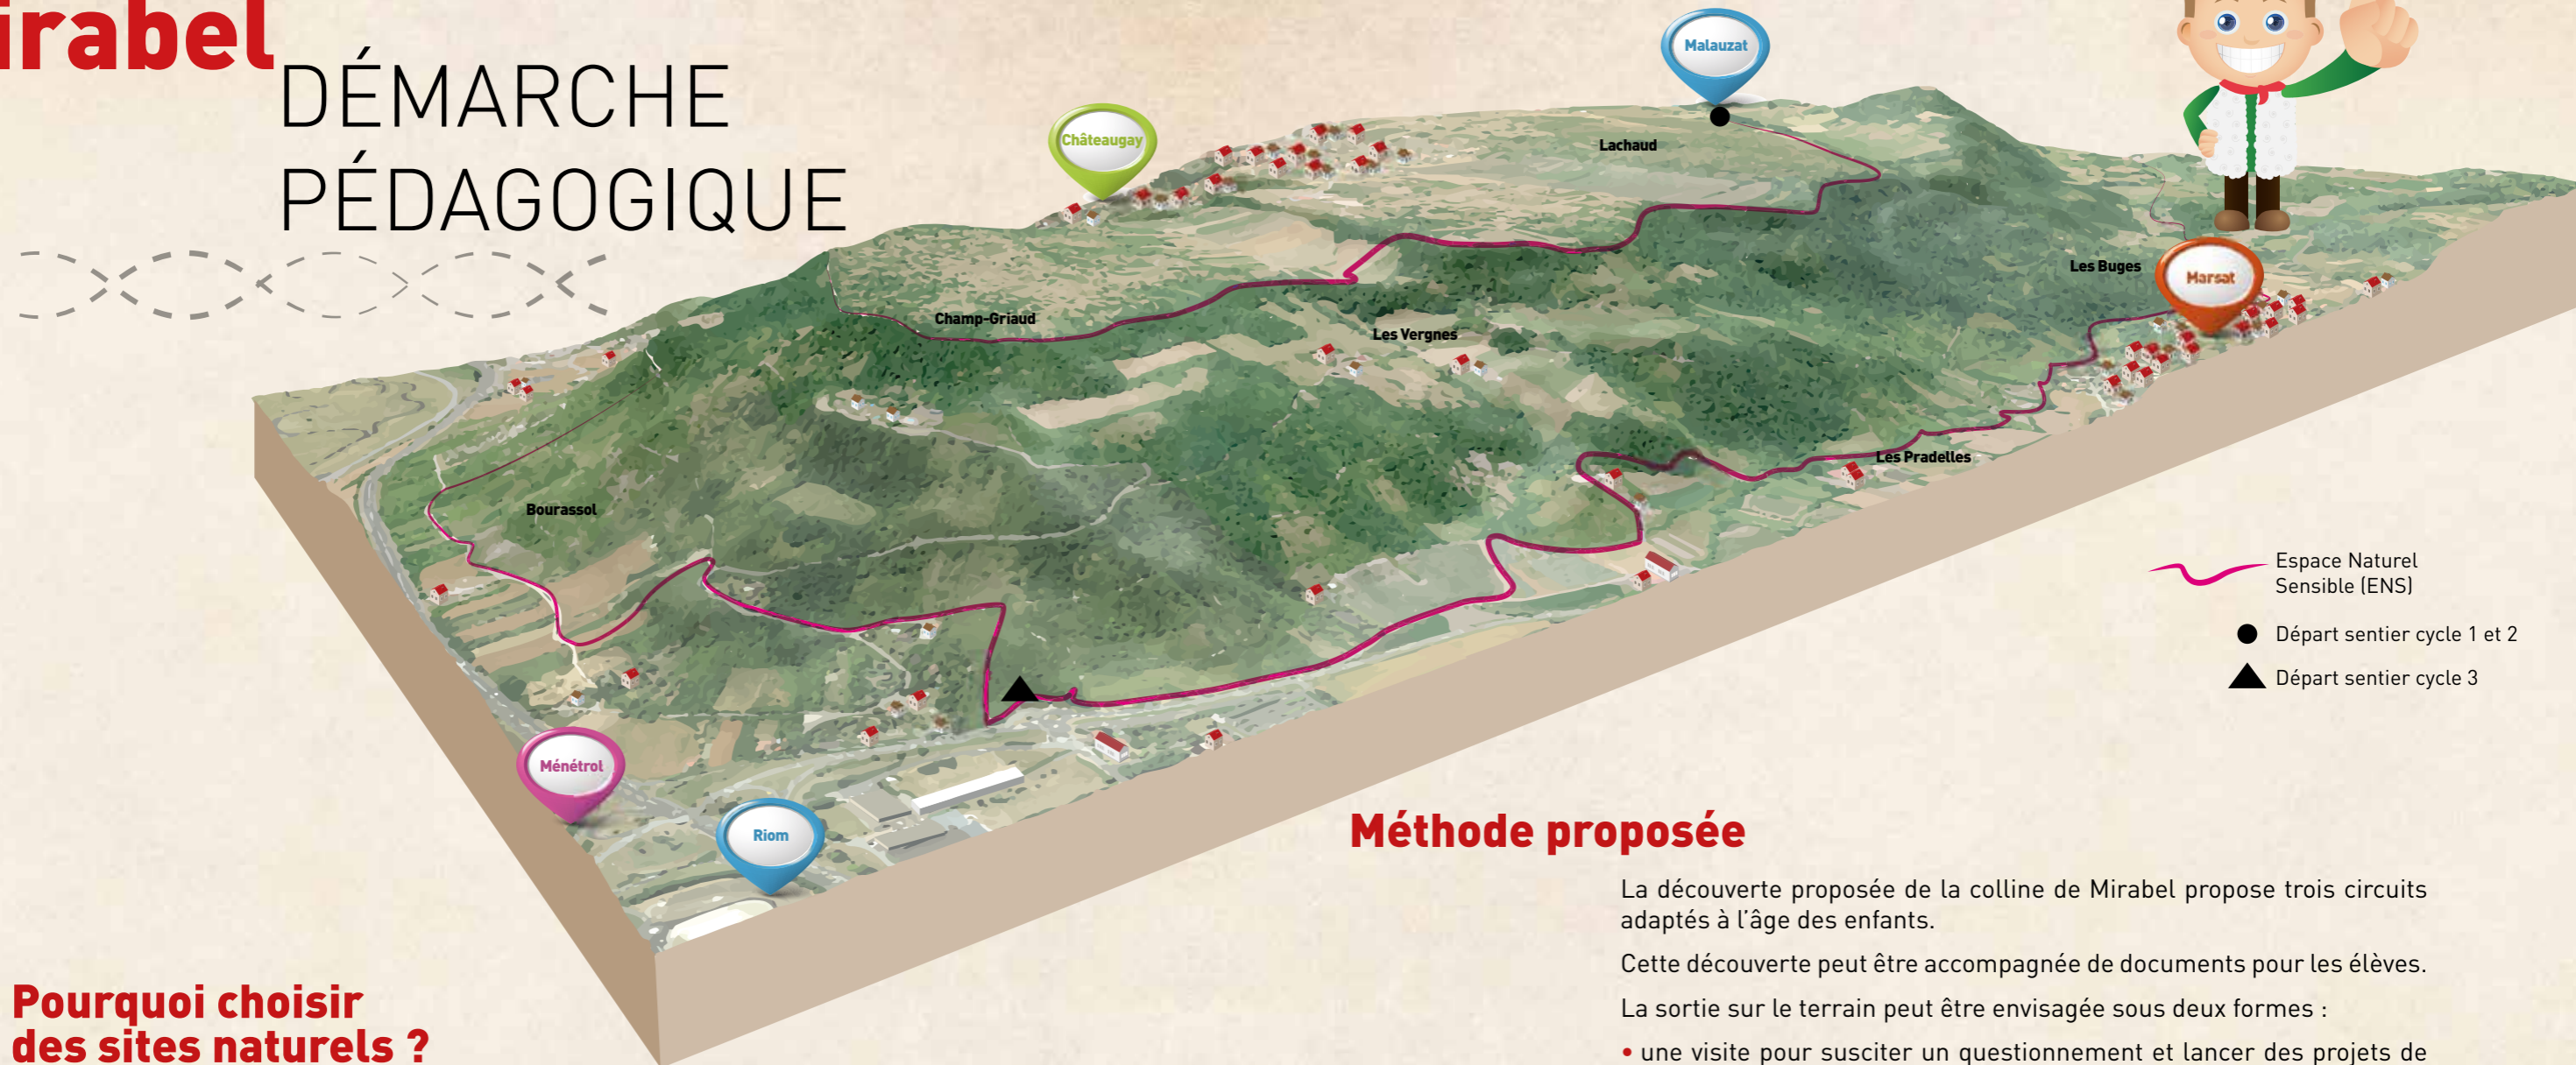 irabel
DÉMARCHE
PÉDAGOGIQUE
Malauzat
Châteaugay
Lachaud
Les Buges
Marsat
Champ-Griaud
Les Vergnes
Les Pradelles
Bourassol
Espace Naturel
Sensible (ENS)
Départ sentier cycle 1 et 2
Départ sentier cycle 3
Ménétrol
Riom
Méthode proposée
La découverte proposée de la colline de Mirabel propose trois circuits
adaptés à l'âge des enfants.
Cette découverte peut être accompagnée de documents pour les élèves.
La sortie sur le terrain peut être envisagée sous deux formes :
• une visite pour susciter un questionnement et lancer des projets de
Pourquoi choisir
des sites naturels ?